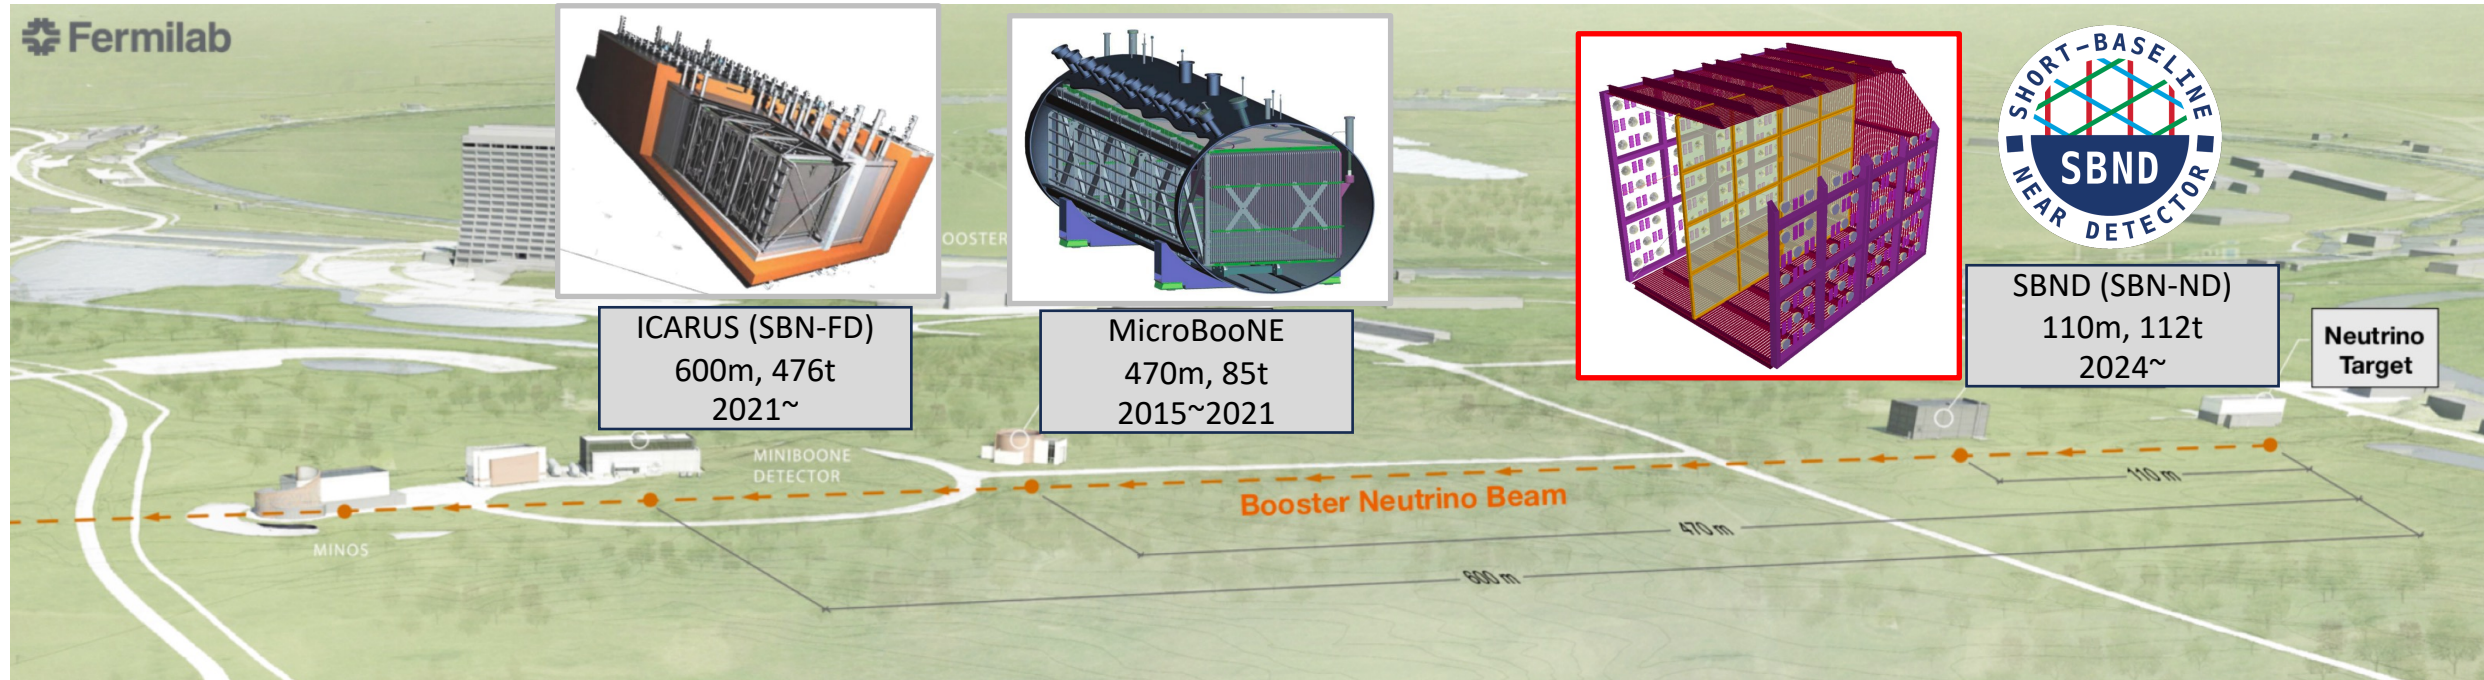 Fermilab
OOSTER
SHORT-BASELINE
SBND
NEAR DETECTOR
ICARUS (SBN-FD)
600m, 476t
2021~
MicroBooNE
470m, 85t
2015~2021
SBND (SBN-ND)
110m, 112t
2024~
Neutrino
Target
MINIBOONE
DETECTOR
110 m
Booster Neutrino Beam
470 m
600 m
MINOS